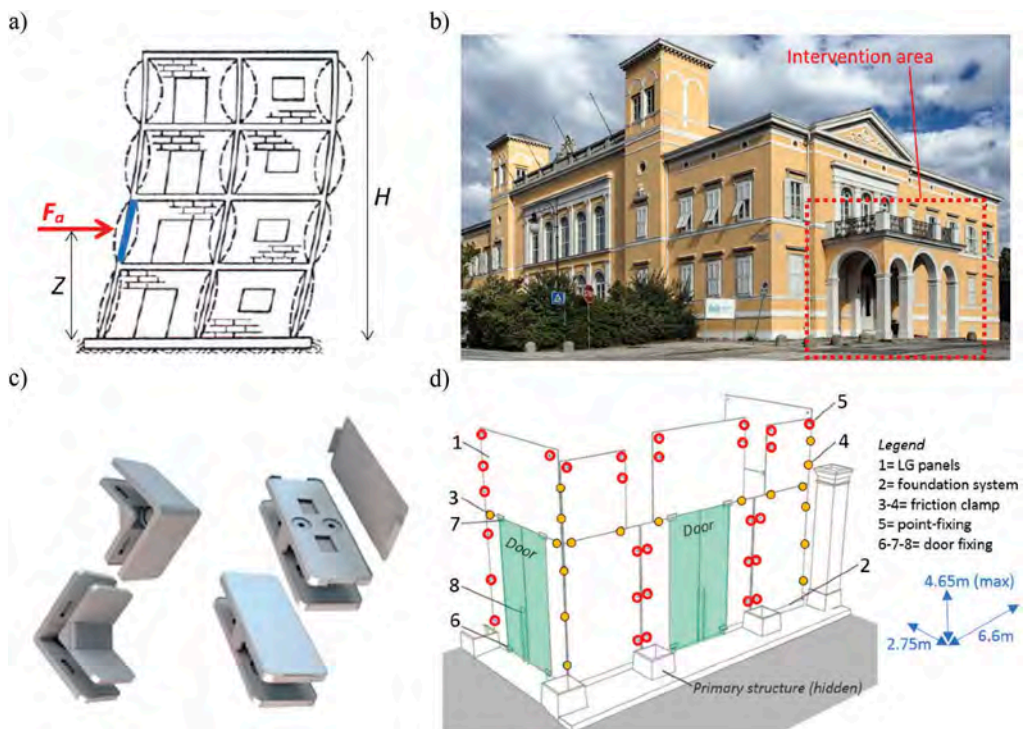 a)
H
Fa
Z
b)
Intervention area
c)
d)
1
3
7
Door
8
6
Door
5
4
2
Primary structure (hidden)
Legend
1= LG panels
2= foundation system
3-4= friction clamp
5= point-fixing
6-7-8= door fixing
4.65m (max)
2.75m
6.6m